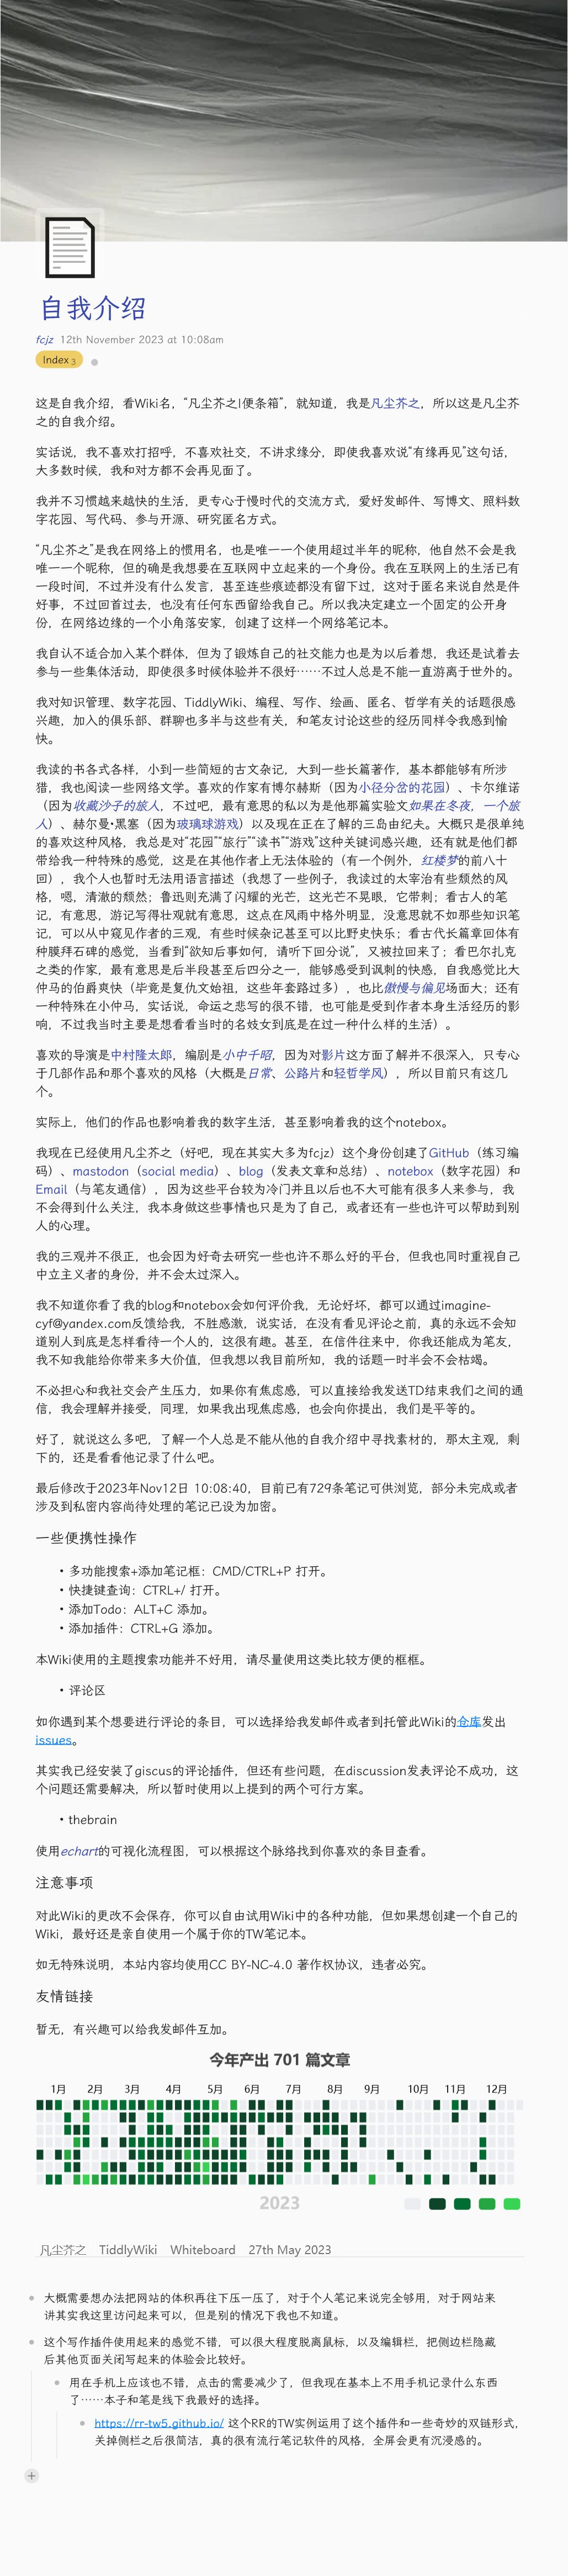 自我介绍
fcjz 12th November 2023 at 10:08am
Index 3
这是自我介绍，看Wiki名，“凡尘芥之|便条箱”，就知道，我是凡尘芥之，所以这是凡尘芥
之的自我介绍。
实话说，我不喜欢打招呼，不喜欢社交，不讲求缘分，即使我喜欢说“有缘再见”这句话，
大多数时候，我和对方都不会再见面了。
我并不习惯越来越快的生活，更专心于慢时代的交流方式，爱好发邮件、写博文、照料数
字花园、写代码、参与开源、研究匿名方式。
“凡尘芥之”是我在网络上的惯用名，也是唯一一个使用超过半年的昵称，他自然不会是我
唯一一个昵称，但的确是我想要在互联网中立起来的一个身份。我在互联网上的生活已有
一段时间，不过并没有什么发言，甚至连些痕迹都没有留下过，这对于匿名来说自然是件
好事，不过回首过去，也没有任何东西留给我自己。所以我决定建立一个固定的公开身
份，在网络边缘的一个小角落安家，创建了这样一个网络笔记本。
我自认不适合加入某个群体，但为了锻炼自己的社交能力也是为以后着想，我还是试着去
参与一些集体活动，即使很多时候体验并不很好……不过人总是不能一直游离于世外的。
我对知识管理、数字花园、TiddlyWiki、编程、写作、绘画、匿名、哲学有关的话题很感
兴趣，加入的俱乐部、群聊也多半与这些有关，和笔友讨论这些的经历同样令我感到愉
快。
我读的书各式各样，小到一些简短的古文杂记，大到一些长篇著作，基本都能够有所涉
猎，我也阅读一些网络文学。喜欢的作家有博尔赫斯（因为小径分岔的花园）、卡尔维诺
（因为收藏沙子的旅人，不过吧，最有意思的私以为是他那篇实验文如果在冬夜，一个旅
人）、赫尔曼•黑塞（因为玻璃球游戏）以及现在正在了解的三岛由纪夫。大概只是很单纯
的喜欢这种风格，我总是对“花园”“旅行”“读书”“游戏”这种关键词感兴趣，还有就是他们都
带给我一种特殊的感觉，这是在其他作者上无法体验的（有一个例外，红楼梦的前八十
回），我个人也暂时无法用语言描述（我想了一些例子，我读过的太宰治有些颓然的风
格，嗯，清澈的颓然；鲁迅则充满了闪耀的光芒，这光芒不晃眼，它带刺；看古人的笔
记，有意思，游记写得壮观就有意思，这点在风雨中格外明显，没意思就不如那些知识笔
记，可以从中窥见作者的三观，有些时候杂记甚至可以比野史快乐；看古代长篇章回体有
种膜拜石碑的感觉，当看到“欲知后事如何，请听下回分说”，又被拉回来了；看巴尔扎克
之类的作家，最有意思是后半段甚至后四分之一，能够感受到讽刺的快感，自我感觉比大
仲马的伯爵爽快（毕竟是复仇文始祖，这些年套路过多），也比傲慢与偏见场面大；还有
一种特殊在小仲马，实话说，命运之悲写的很不错，也可能是受到作者本身生活经历的影
响，不过我当时主要是想看看当时的名妓女到底是在过一种什么样的生活）。
喜欢的导演是中村隆太郎，编剧是小中千昭，因为对影片这方面了解并不很深入，只专心
于几部作品和那个喜欢的风格（大概是日常、公路片和轻哲学风），所以目前只有这几
个。
实际上，他们的作品也影响着我的数字生活，甚至影响着我的这个notebox。
我现在已经使用凡尘芥之（好吧，现在其实大多为fcjz）这个身份创建了GitHub（练习编
码）、mastodon（social media）、blog（发表文章和总结）、notebox（数字花园）和
Email（与笔友通信），因为这些平台较为冷门并且以后也不大可能有很多人来参与，我
不会得到什么关注，我本身做这些事情也只是为了自己，或者还有一些也许可以帮助到别
人的心理。
我的三观并不很正，也会因为好奇去研究一些也许不那么好的平台，但我也同时重视自己
中立主义者的身份，并不会太过深入。
我不知道你看了我的blog和notebox会如何评价我，无论好坏，都可以通过imagine-
cyf@yandex.com反馈给我，不胜感激，说实话，在没有看见评论之前，真的永远不会知
道别人到底是怎样看待一个人的，这很有趣。甚至，在信件往来中，你我还能成为笔友，
我不知我能给你带来多大价值，但我想以我目前所知，我的话题一时半会不会枯竭。
不必担心和我社交会产生压力，如果你有焦虑感，可以直接给我发送TD结束我们之间的通
信，我会理解并接受，同理，如果我出现焦虑感，也会向你提出，我们是平等的。
好了，就说这么多吧，了解一个人总是不能从他的自我介绍中寻找素材的，那太主观，剩
下的，还是看看他记录了什么吧。
最后修改于2023年Nov12日 10:08:40，目前已有729条笔记可供浏览，部分未完成或者
涉及到私密内容尚待处理的笔记已设为加密。
一些便携性操作
• 多功能搜索+添加笔记框：CMD/CTRL+P 打开。
• 快捷键查询：CTRL+/ 打开。
• 添加Todo：ALT+C 添加。
• 添加插件：CTRL+G 添加。
本Wiki使用的主题搜索功能并不好用，请尽量使用这类比较方便的框框。
• 评论区
如你遇到某个想要进行评论的条目，可以选择给我发邮件或者到托管此Wiki的仓库发出
issues。
其实我已经安装了giscus的评论插件，但还有些问题，在discussion发表评论不成功，这
个问题还需要解决，所以暂时使用以上提到的两个可行方案。
• thebrain
使用echart的可视化流程图，可以根据这个脉络找到你喜欢的条目查看。
注意事项
对此Wiki的更改不会保存，你可以自由试用Wiki中的各种功能，但如果想创建一个自己的
Wiki，最好还是亲自使用一个属于你的TW笔记本。
如无特殊说明，本站内容均使用CC BY-NC-4.0 著作权协议，违者必究。
友情链接
暂无，有兴趣可以给我发邮件互加。
今年产出 701 篇文章
1月 2月 3月 4月 5月 6月 7月 8月 9月 10月 11月 12月
2023
凡尘芥之 TiddlyWiki Whiteboard 27th May 2023
大概需要想办法把网站的体积再往下压一压了，对于个人笔记来说完全够用，对于网站来
讲其实我这里访问起来可以，但是别的情况下我也不知道。
这个写作插件使用起来的感觉不错，可以很大程度脱离鼠标，以及编辑栏，把侧边栏隐藏
后其他页面关闭写起来的体验会比较好。
用在手机上应该也不错，点击的需要减少了，但我现在基本上不用手机记录什么东西
了……本子和笔是线下我最好的选择。
https://rr-tw5.github.io/ 这个RR的TW实例运用了这个插件和一些奇妙的双链形式，
关掉侧栏之后很简洁，真的很有流行笔记软件的风格，全屏会更有沉浸感的。